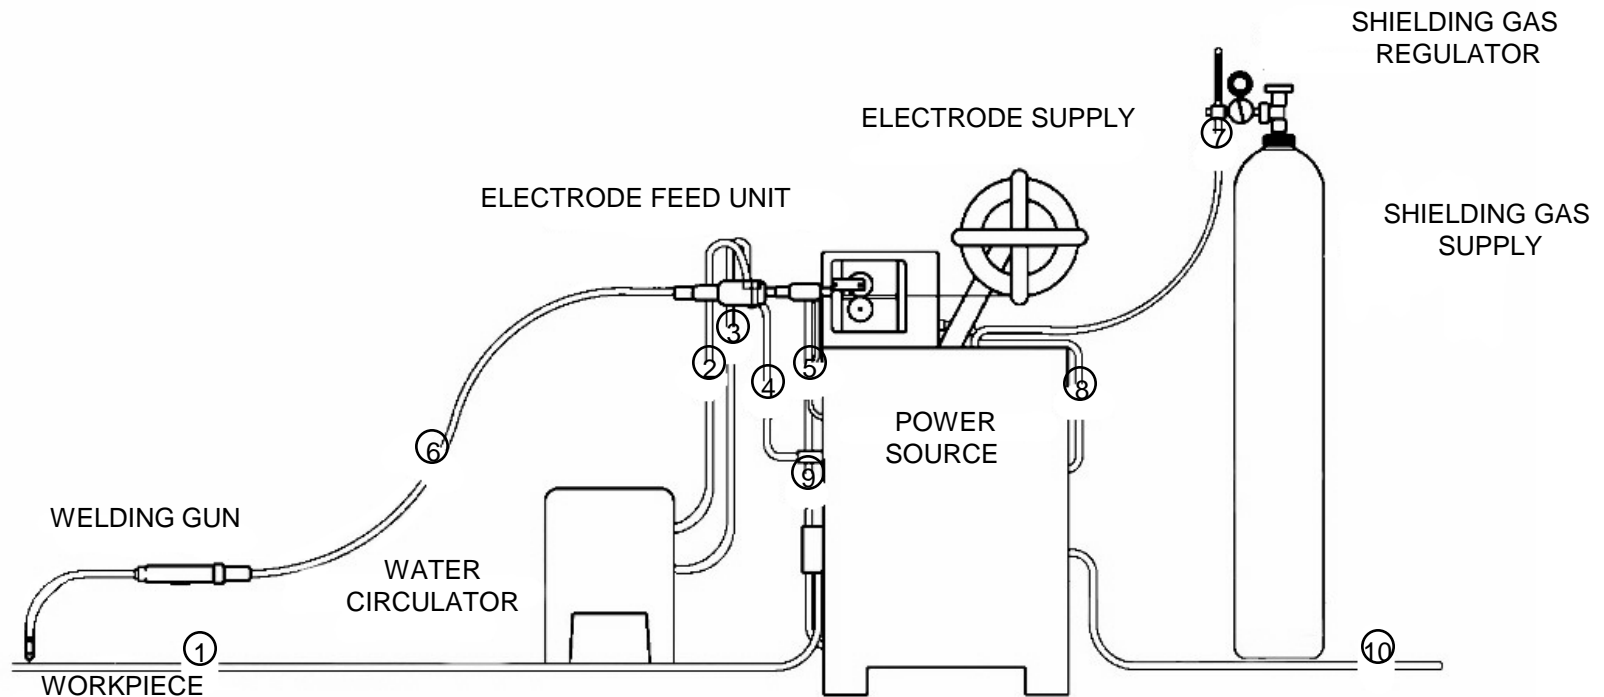 SHIELDING GAS
REGULATOR
ELECTRODE SUPPLY
7
ELECTRODE FEED UNIT
SHIELDING GAS
SUPPLY
3
2
5
4
8
POWER
SOURCE
6
9
WELDING GUN
WATER
CIRCULATOR
1
10
WORKPIECE